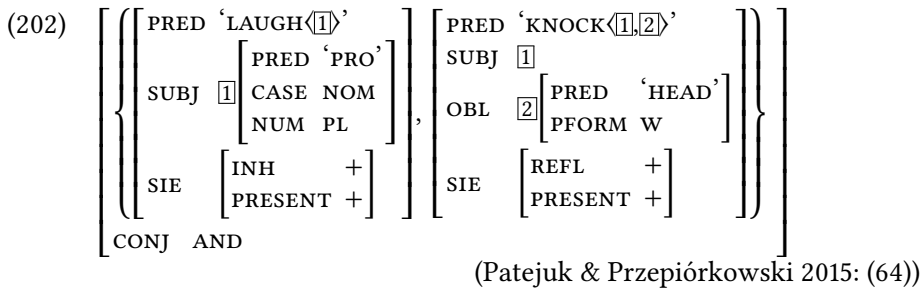 (202)
PRED ‘LAUGH⟨1⟩’ PRED ‘KNOCK⟨1,2⟩’
PRED ‘PRO’ SUBJ 1
SUBJ 1 CASE NOM , OBL 2 PRED ‘HEAD’
NUM PL PFORM W
SIE INH + SIE REFL +
PRESENT + PRESENT +
CONJ AND
(Patejuk & Przepiórkowski 2015: (64))